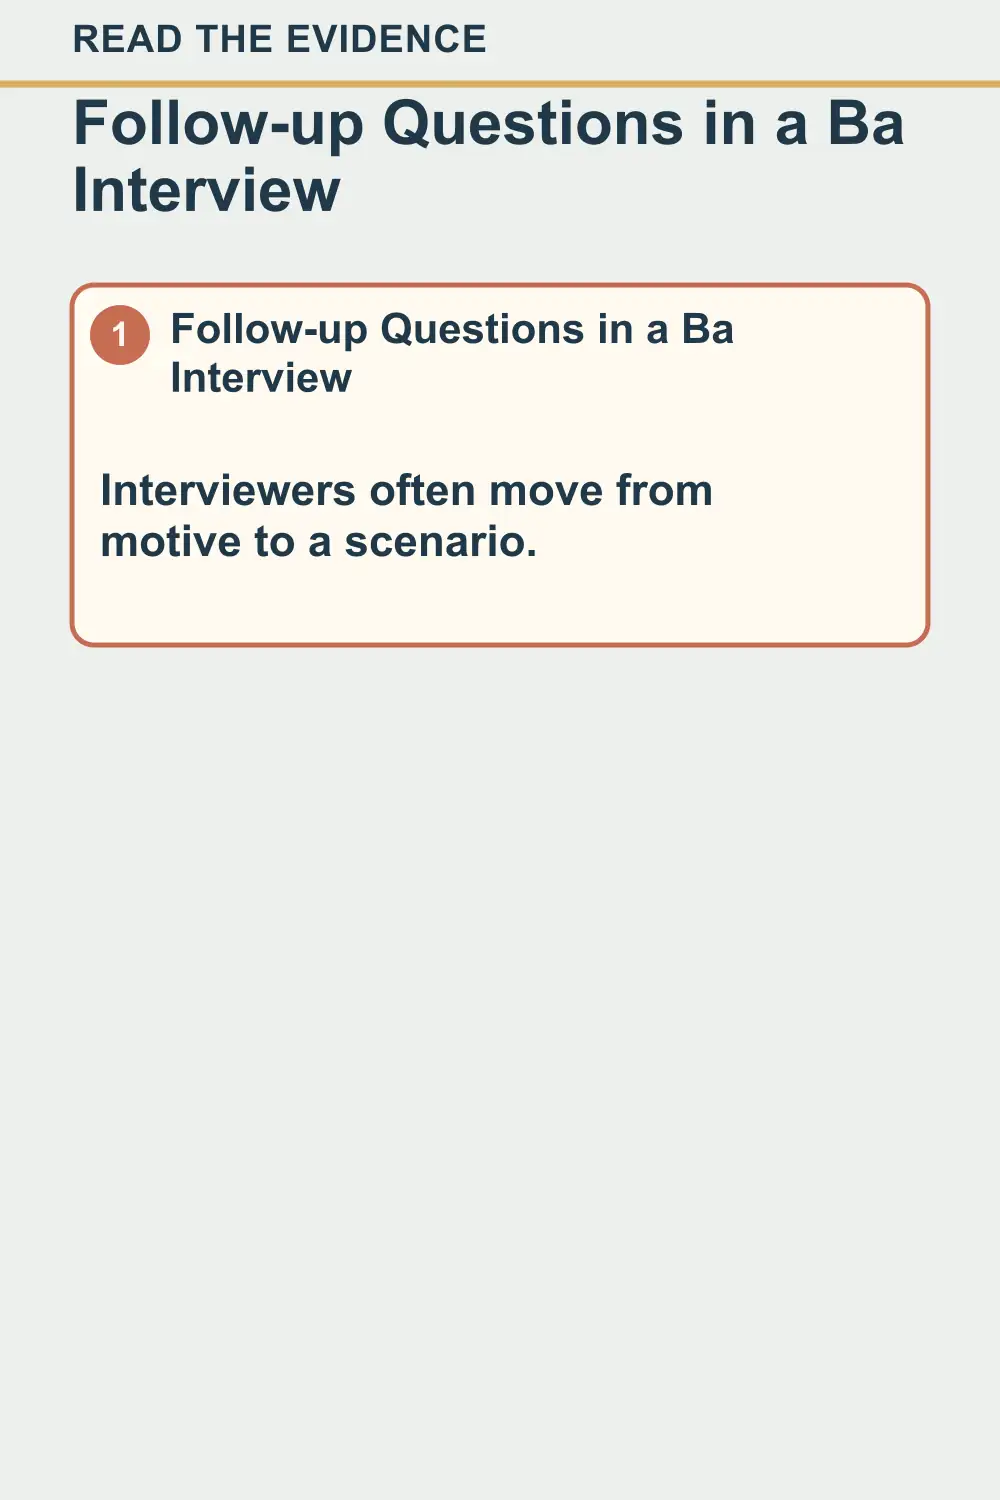 READ THE EVIDENCE
Follow-up Questions in a Ba
Interview
1
Follow-up Questions in a Ba
Interview
Interviewers often move from
motive to a scenario.